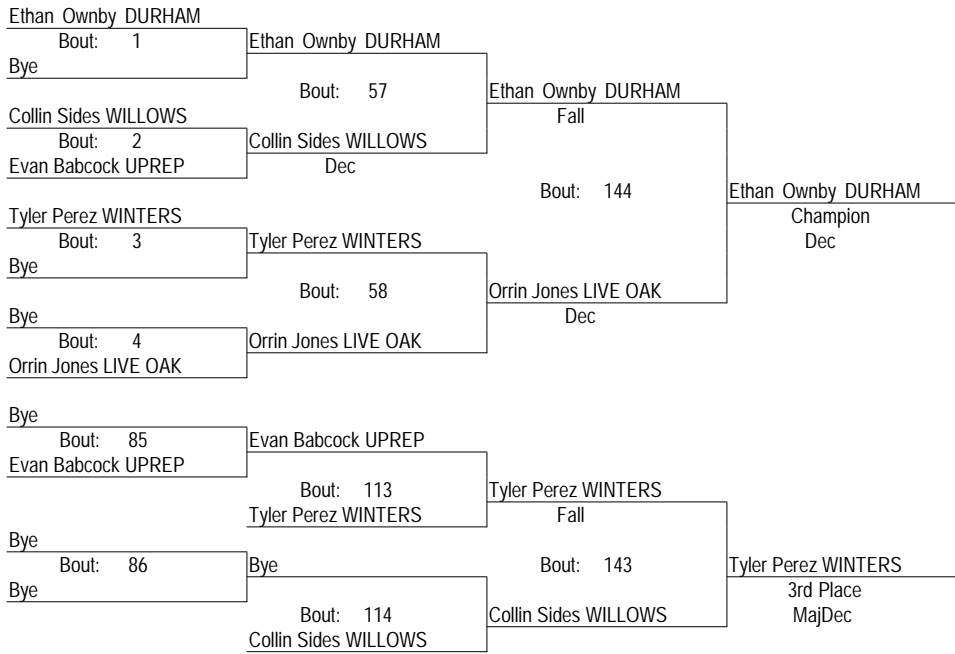 Ethan Ownby DURHAM
Bout: 1
Ethan Ownby DURHAM
Bye
Bout: 57
Ethan Ownby DURHAM
Collin Sides WILLOWS
Fall
Bout: 2
Collin Sides WILLOWS
Evan Babcock UPREP
Dec
Bout: 144
Ethan Ownby DURHAM
Tyler Perez WINTERS
Champion
Bout: 3
Tyler Perez WINTERS
Dec
Bye
Bout: 58
Orrin Jones LIVE OAK
Bye
Dec
Bout: 4
Orrin Jones LIVE OAK
Orrin Jones LIVE OAK
Bye
Bout: 85
Evan Babcock UPREP
Evan Babcock UPREP
Bout: 113
Tyler Perez WINTERS
Tyler Perez WINTERS
Fall
Bye
Bout: 86
Bye
Bout: 143
Tyler Perez WINTERS
Bye
3rd Place
Bout: 114
Collin Sides WILLOWS
MajDec
Collin Sides WILLOWS